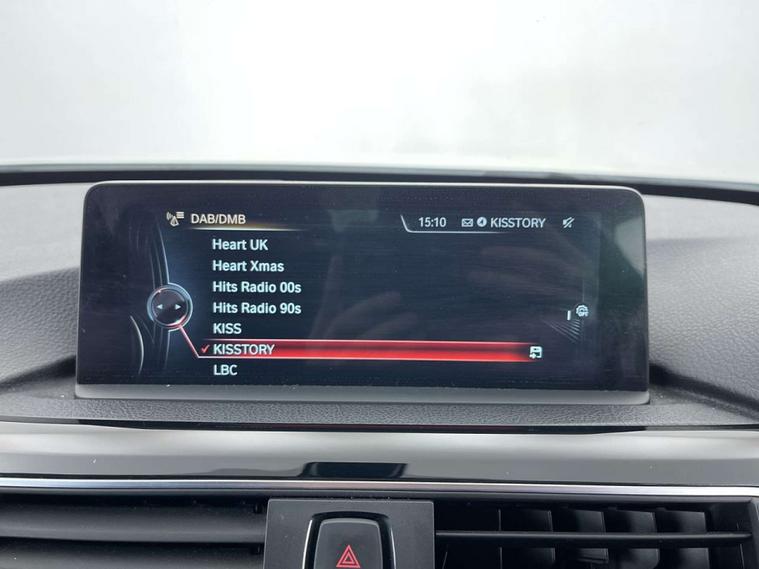 DAB/DMB
15:10 KISSTORY
Heart UK
Heart Xmas
Hits Radio 00s
Hits Radio 90s
KISS
KISSTORY
LBC